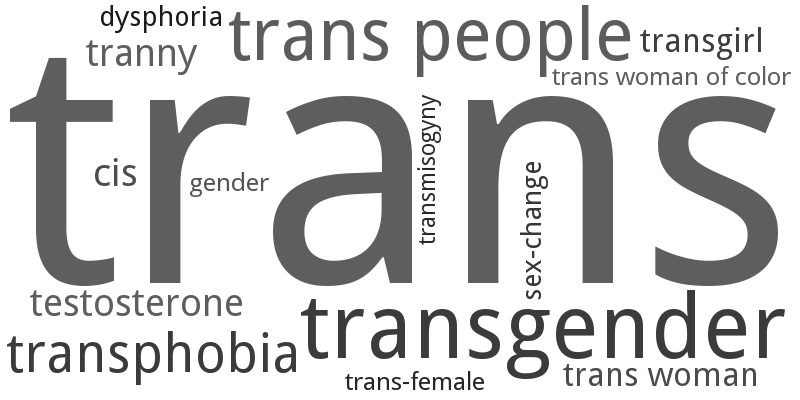 dysphoria
trans people
transgirl
tranny
trans woman of color
trans
transmisogyny
cis
gender
sex-change
testosterone
transgender
transphobia
trans-female
trans woman